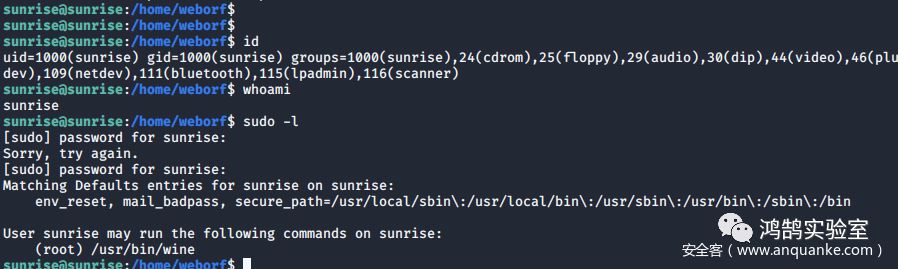 sunrise@sunrise:/home/weborf$
sunrise@sunrise:/home/weborf$
sunrise@sunrise:/home/weborf$ id
uid=1000(sunrise) gid=1000(sunrise) groups=1000(sunrise),24(cdrom),25(floppy),29(audio),30(dip),44(video),46(plu
dev),109(netdev),111(bluetooth),115(lpadmin),116(scanner)
sunrise@sunrise:/home/weborf$ whoami
sunrise
sunrise@sunrise:/home/weborf$ sudo -l
[sudo] password for sunrise:
Sorry, try again.
[sudo] password for sunrise:
Matching Defaults entries for sunrise on sunrise:
    env_reset, mail_badpass, secure_path=/usr/local/sbin\:/usr/local/bin\:/usr/sbin\:/usr/bin\:/sbin\:/bin
User sunrise may run the following commands on sunrise:
    (root) /usr/bin/wine
sunrise@sunrise:/home/weborf$
鸿鹄实验室
安全客（www.anquanke.com）